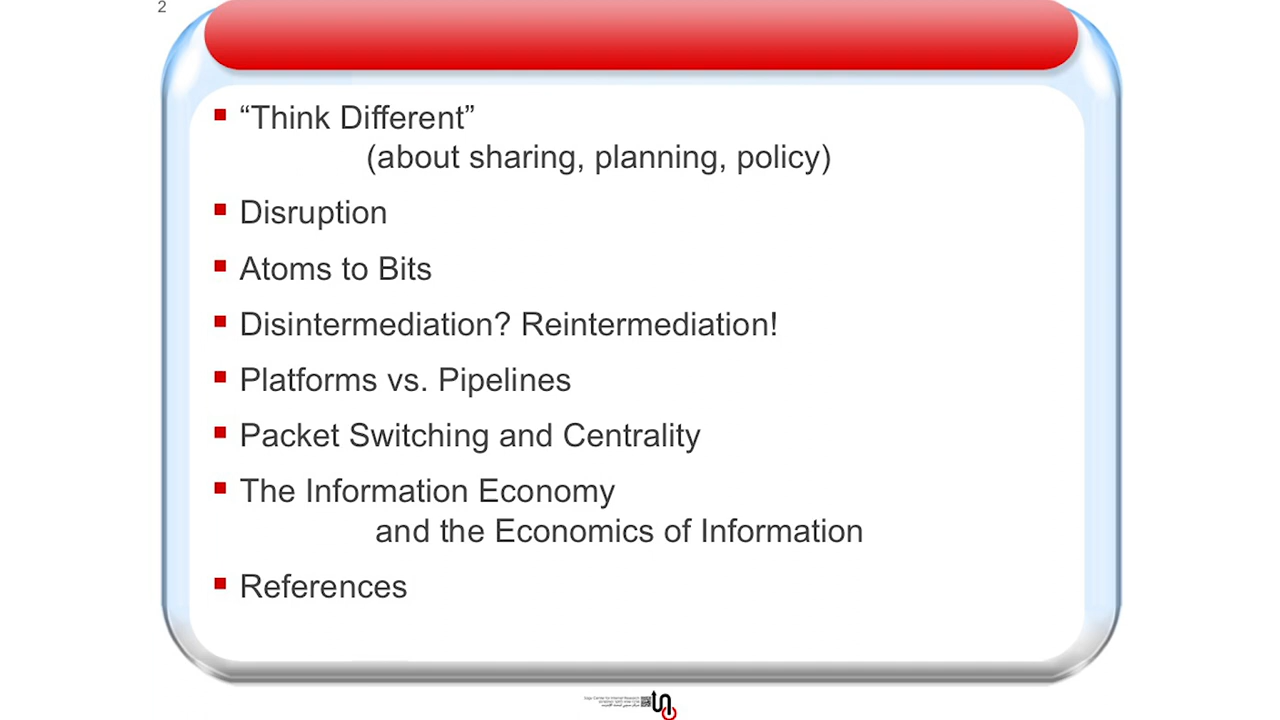 2
“Think Different”
(about sharing, planning, policy)
Disruption
Atoms to Bits
Disintermediation? Reintermediation!
Platforms vs. Pipelines
Packet Switching and Centrality
The Information Economy
and the Economics of Information
References